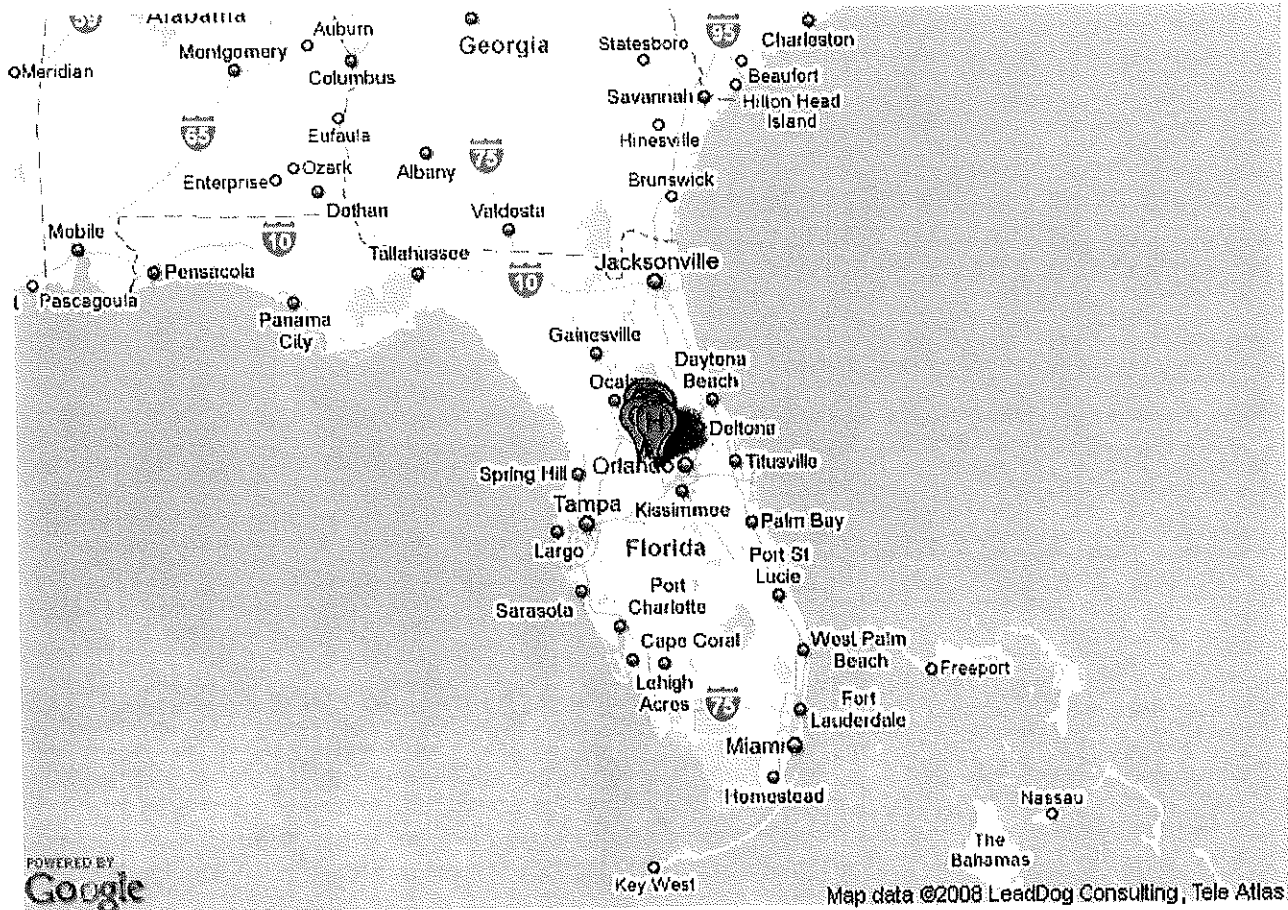 59
Alabama
Auburn
Montgomery
Georgia
Statesboro
95
Charleston
Meridian
Columbus
Beaufort
Savannah
Hilton Head
Island
65
Eufaula
Hinesville
75
Ozark
Albany
Enterprise
Brunswick
Dothan
Valdosta
Mobile
10
Tallahassee
Jacksonville
Pensacola
10
Pascagoula
Panama
City
Gainesville
Daytona
Beach
H
Deltona
Spring Hill
Orlando
Titusville
Tampa
Kissimmee
Palm Bay
Largo
Florida
Port St
Lucie
Port
Charlotte
Sarasota
Cape Coral
West Palm
Beach
Freeport
Lehigh
Acres
75
Fort
Lauderdale
Miami
Homestead
Nassau
The
Bahamas
POWERED BY
Google
Key West
Map data ©2008 LeadDog Consulting, Tele Atlas